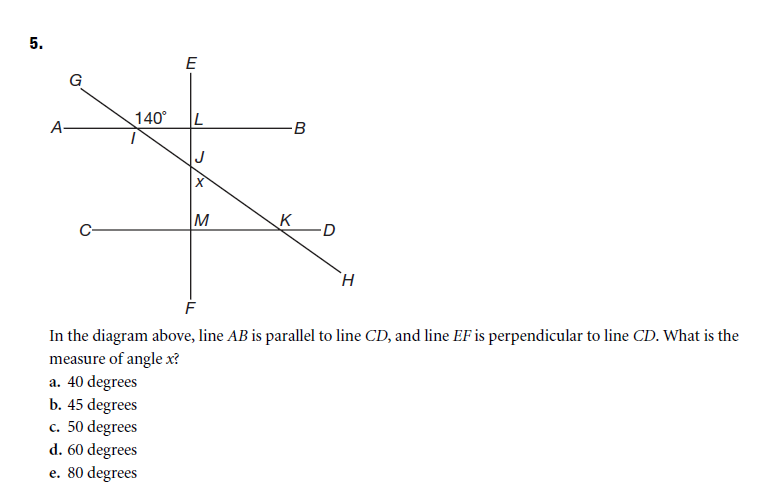 5.
E
G
140°
L
A
B
I
J
x
M
K
C
D
H
F
In the diagram above, line AB is parallel to line CD, and line EF is perpendicular to line CD. What is the
measure of angle x?
a. 40 degrees
b. 45 degrees
c. 50 degrees
d. 60 degrees
e. 80 degrees